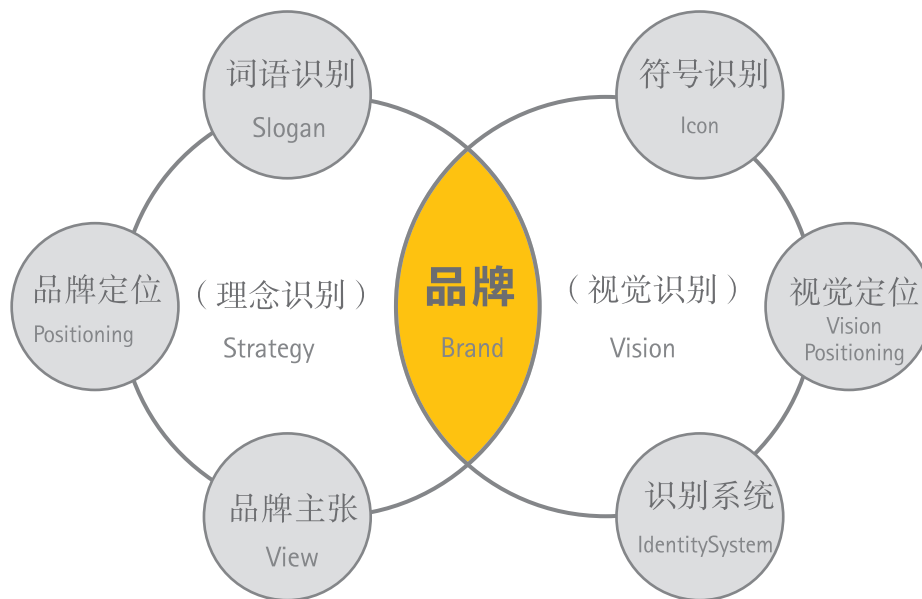 词语识别
Slogan
符号识别
Icon
品牌定位
Positioning
（理念识别）
Strategy
品牌
Brand
（视觉识别）
Vision
视觉定位
Vision
Positioning
品牌主张
View
识别系统
IdentitySystem